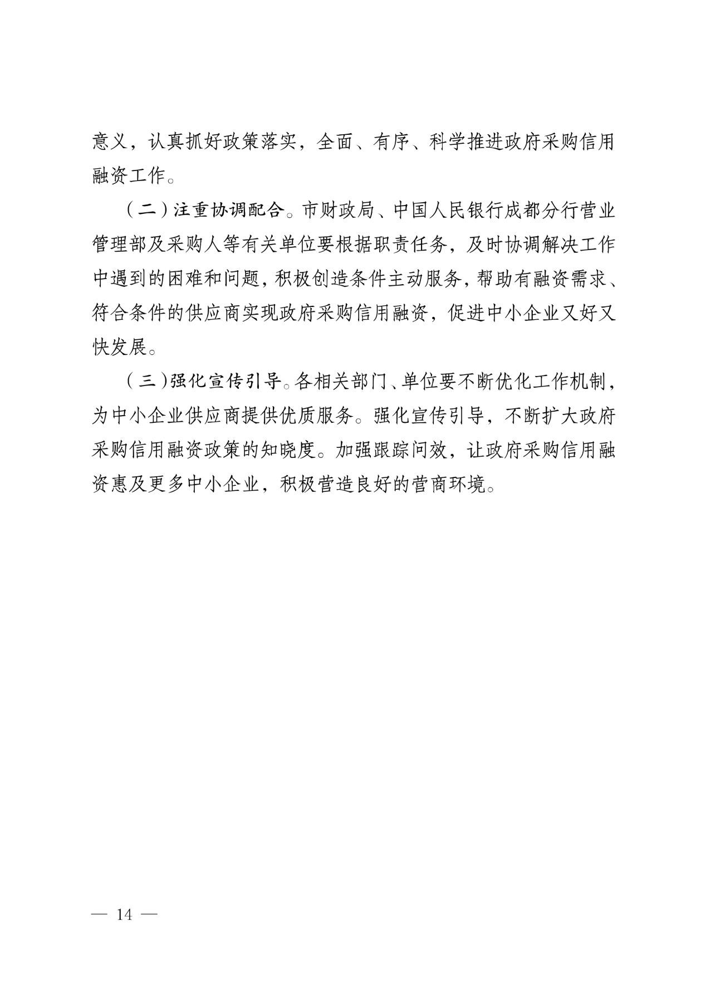 意义，认真抓好政策落实，全面、有序、科学推进政府采购信用
融资工作。
（二）注重协调配合。市财政局、中国人民银行成都分行营业
管理部及采购人等有关单位要根据职责任务，及时协调解决工作
中遇到的困难和问题，积极创造条件主动服务，帮助有融资需求、
符合条件的供应商实现政府采购信用融资，促进中小企业又好又
快发展。
（三）强化宣传引导。各相关部门、单位要不断优化工作机制，
为中小企业供应商提供优质服务。强化宣传引导，不断扩大政府
采购信用融资政策的知晓度。加强跟踪问效，让政府采购信用融
资惠及更多中小企业，积极营造良好的营商环境。
— 14 —